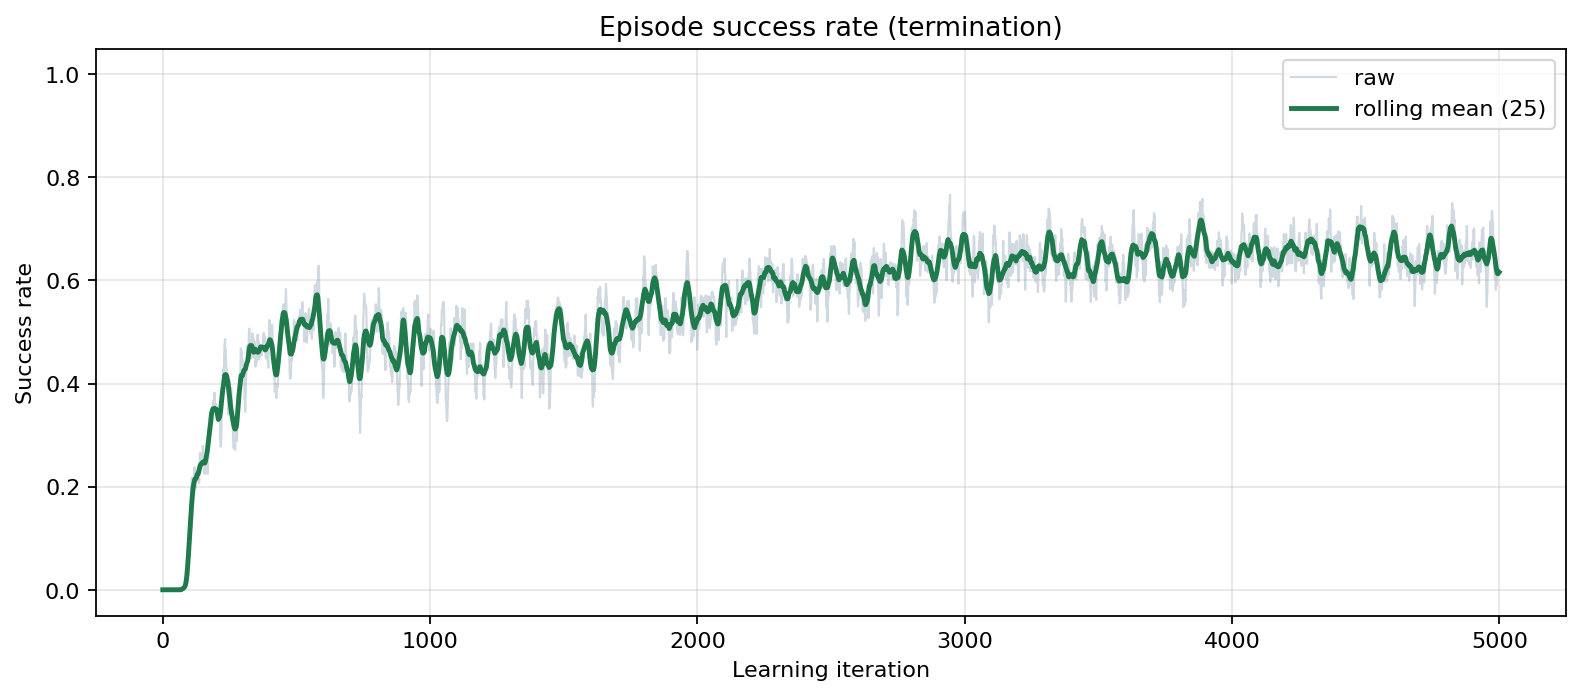 Episode success rate (termination)
raw
rolling mean (25)
Success rate
1.0
0.8
0.6
0.4
0.2
0.0
0 1000 2000 3000 4000 5000
Learning iteration